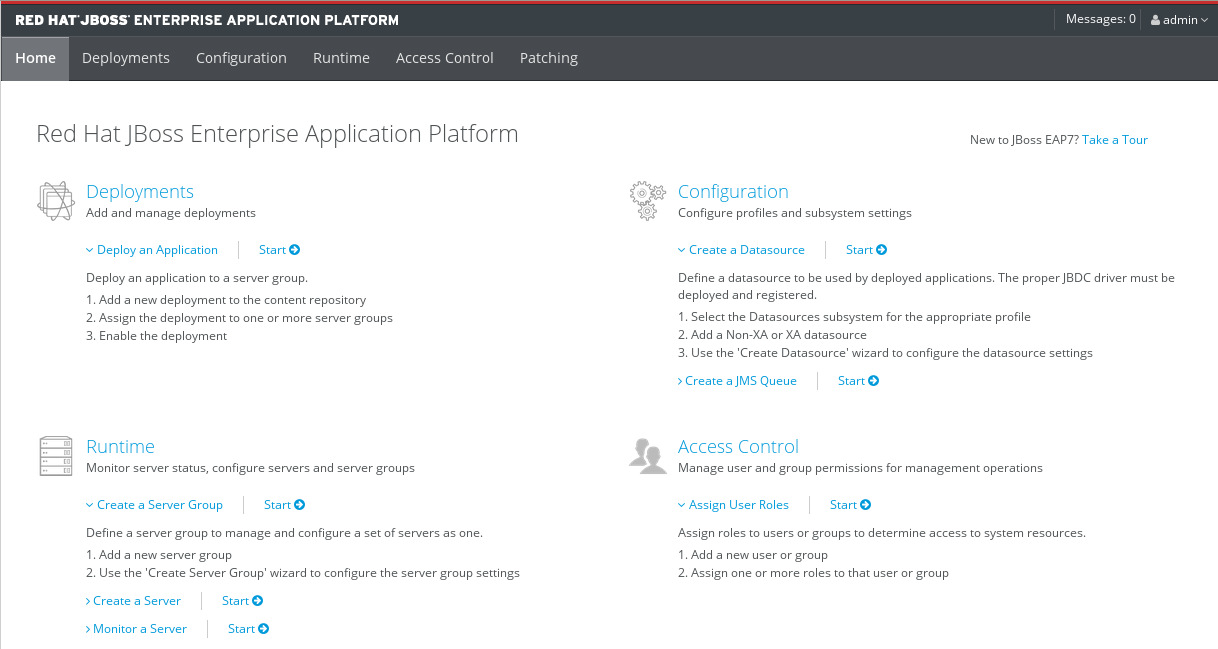 RED HAT JBOSS ENTERPRISE APPLICATION PLATFORM
Messages: 0
admin
Home
Deployments
Configuration
Runtime
Access Control
Patching
Red Hat JBoss Enterprise Application Platform
New to JBoss EAP7? Take a Tour
Deployments
Add and manage deployments
Deploy an Application
Start
Deploy an application to a server group.
1. Add a new deployment to the content repository
2. Assign the deployment to one or more server groups
3. Enable the deployment
Configuration
Configure profiles and subsystem settings
Create a Datasource
Start
Define a datasource to be used by deployed applications. The proper JBDC driver must be
deployed and registered.
1. Select the Datasources subsystem for the appropriate profile
2. Add a Non-XA or XA datasource
3. Use the 'Create Datasource' wizard to configure the datasource settings
Create a JMS Queue
Start
Runtime
Monitor server status, configure servers and server groups
Create a Server Group
Start
Define a server group to manage and configure a set of servers as one.
1. Add a new server group
2. Use the 'Create Server Group' wizard to configure the server group settings
Create a Server
Start
Monitor a Server
Start
Access Control
Manage user and group permissions for management operations
Assign User Roles
Start
Assign roles to users or groups to determine access to system resources.
1. Add a new user or group
2. Assign one or more roles to that user or group